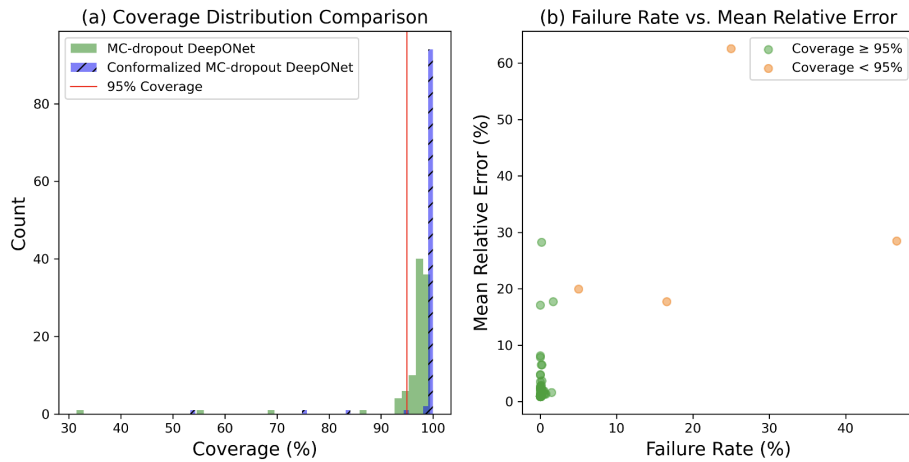 (a) Coverage Distribution Comparison
MC-dropout DeepONet
Conformalized MC-dropout DeepONet
95% Coverage
Count
0
20
40
60
80
30 40 50 60 70 80 90 100
Coverage (%)
(b) Failure Rate vs. Mean Relative Error
Coverage ≥ 95%
Coverage < 95%
Mean Relative Error (%)
60
50
40
30
20
10
0
0 10 20 30 40
Failure Rate (%)